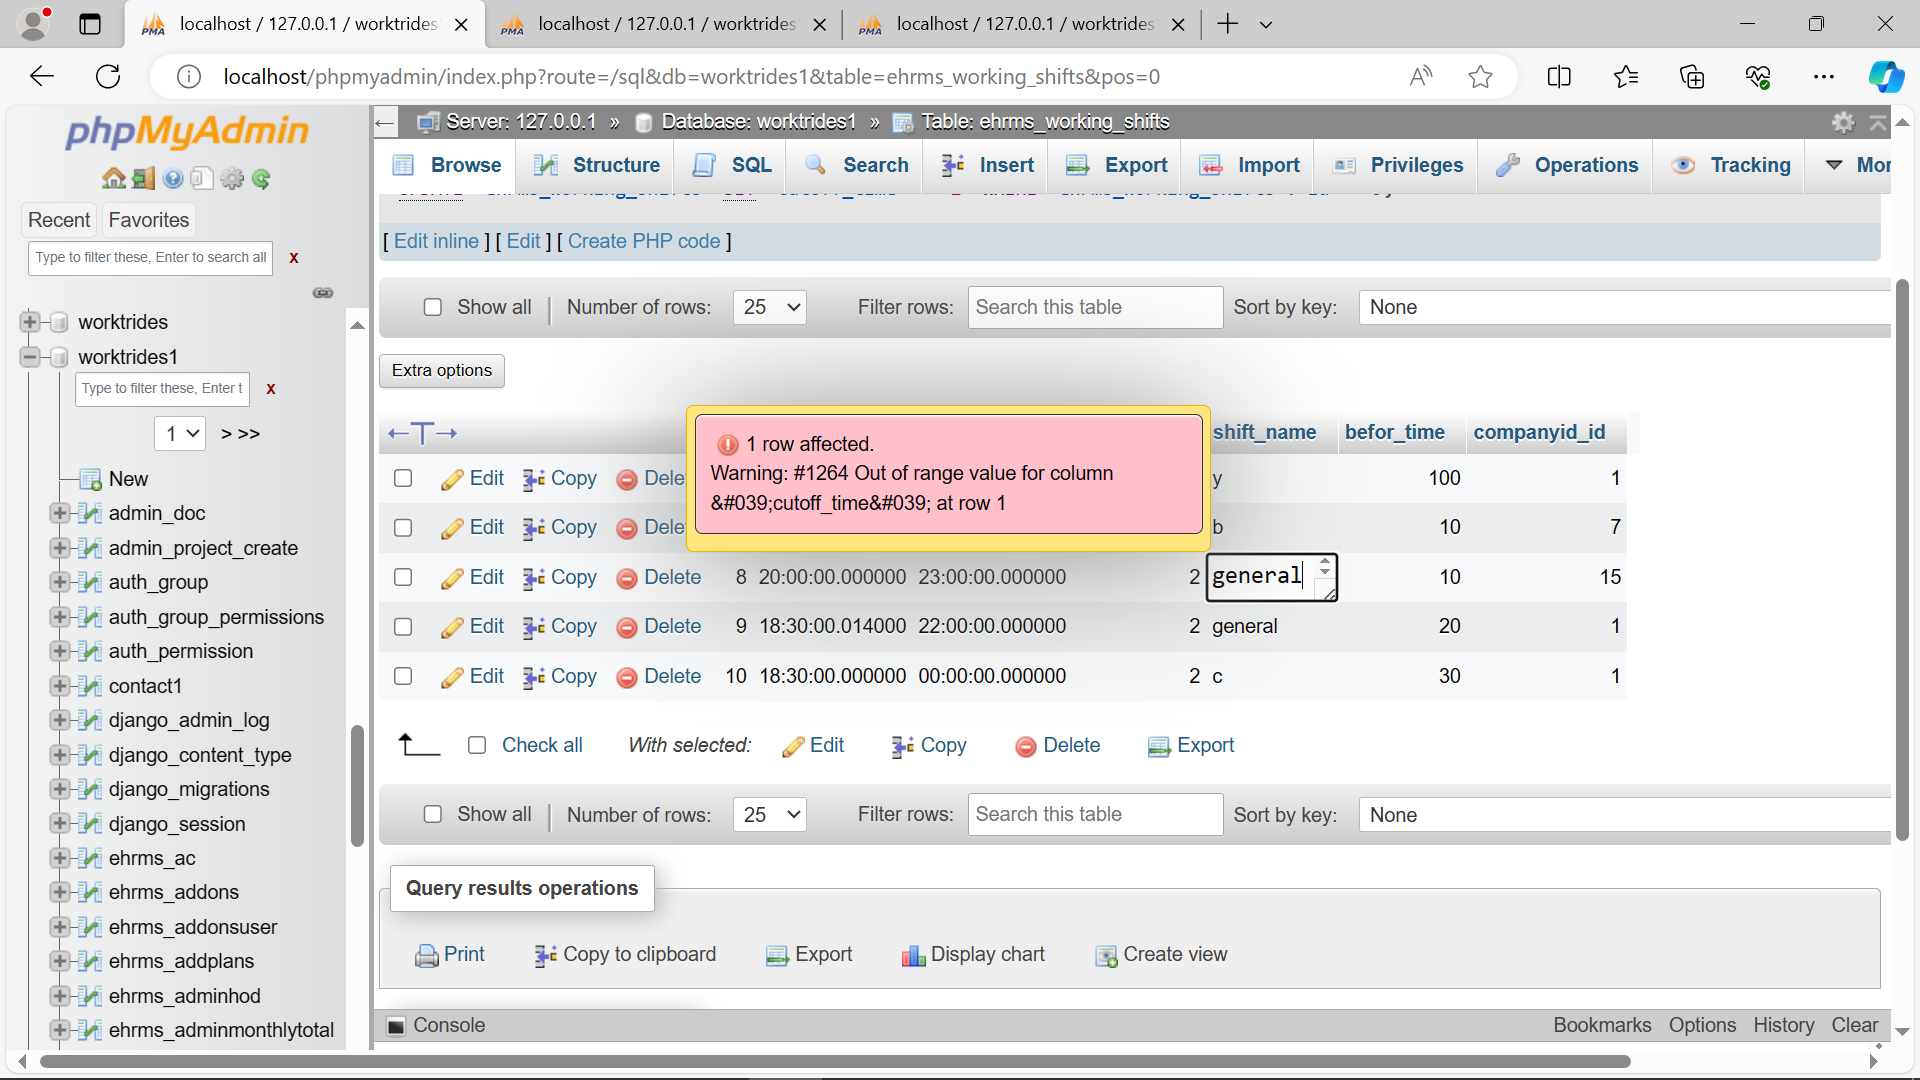 localhost / 127.0.0.1 / worktrides
localhost / 127.0.0.1 / worktrides
localhost / 127.0.0.1 / worktrides
localhost/phpmyadmin/index.php?route=/sql&db=worktrides1&table=ehrms_working_shifts&pos=0
phpMyAdmin
Recent Favorites
Type to filter these, Enter to search all X
worktrides
worktrides1
Type to filter these, Enter t X
1 > >>
New
admin_doc
admin_project_create
auth_group
auth_group_permissions
auth_permission
contact1
django_admin_log
django_content_type
django_migrations
django_session
ehrms_ac
ehrms_addons
ehrms_addonsuser
ehrms_addplans
ehrms_adminhod
ehrms_adminmonthlytotal
Server: 127.0.0.1 » Database: worktrides1 » Table: ehrms_working_shifts
Browse Structure SQL Search Insert Export Import Privileges Operations Tracking Mor
[ Edit inline ] [ Edit ] [ Create PHP code ]
Show all | Number of rows: 25 Filter rows: Search this table Sort by key: None
Extra options
←T→ shift_name befor_time companyid_id
1 row affected.
Warning: #1264 Out of range value for column
&#039;cutoff_time&#039; at row 1
Edit Copy Dele y 100 1
Edit Copy Dele b 10 7
Edit Copy Delete 8 20:00:00.000000 23:00:00.000000 2 general 10 15
Edit Copy Delete 9 18:30:00.014000 22:00:00.000000 2 general 20 1
Edit Copy Delete 10 18:30:00.000000 00:00:00.000000 2 c 30 1
Check all With selected: Edit Copy Delete Export
Show all | Number of rows: 25 Filter rows: Search this table Sort by key: None
Query results operations
Print Copy to clipboard Export Display chart Create view
Console Bookmarks Options History Clear